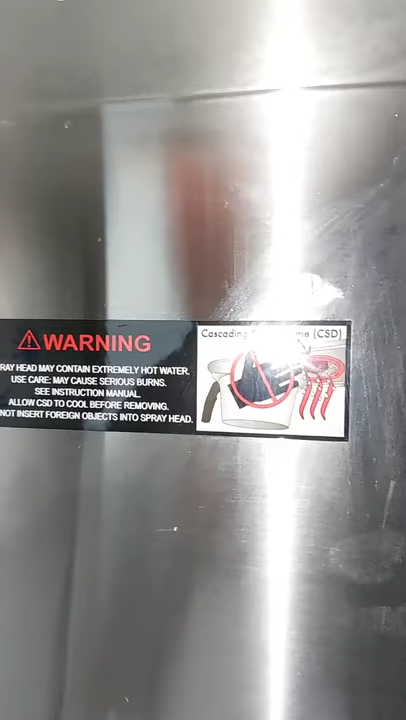 WARNING
RAY HEAD MAY CONTAIN EXTREMELY HOT WATER.
USE CARE: MAY CAUSE SERIOUS BURNS.
SEE INSTRUCTION MANUAL.
ALLOW CSD TO COOL BEFORE REMOVING.
NOT INSERT FOREIGN OBJECTS INTO SPRAY HEAD.
Cascading (CSD)